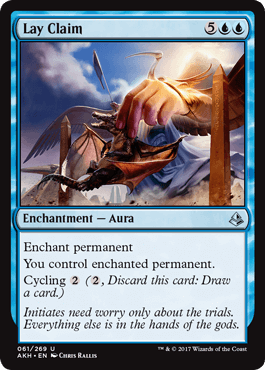 Lay Claim 5
Enchantment — Aura
Enchant permanent
You control enchanted permanent.
Cycling 2 (2, Discard this card: Draw
a card.)
Initiates need worry only about the trials.
Everything else is in the hands of the gods.
061/269 U
AKH • EN Chris Rallis
™ & © 2017 Wizards of the Coast